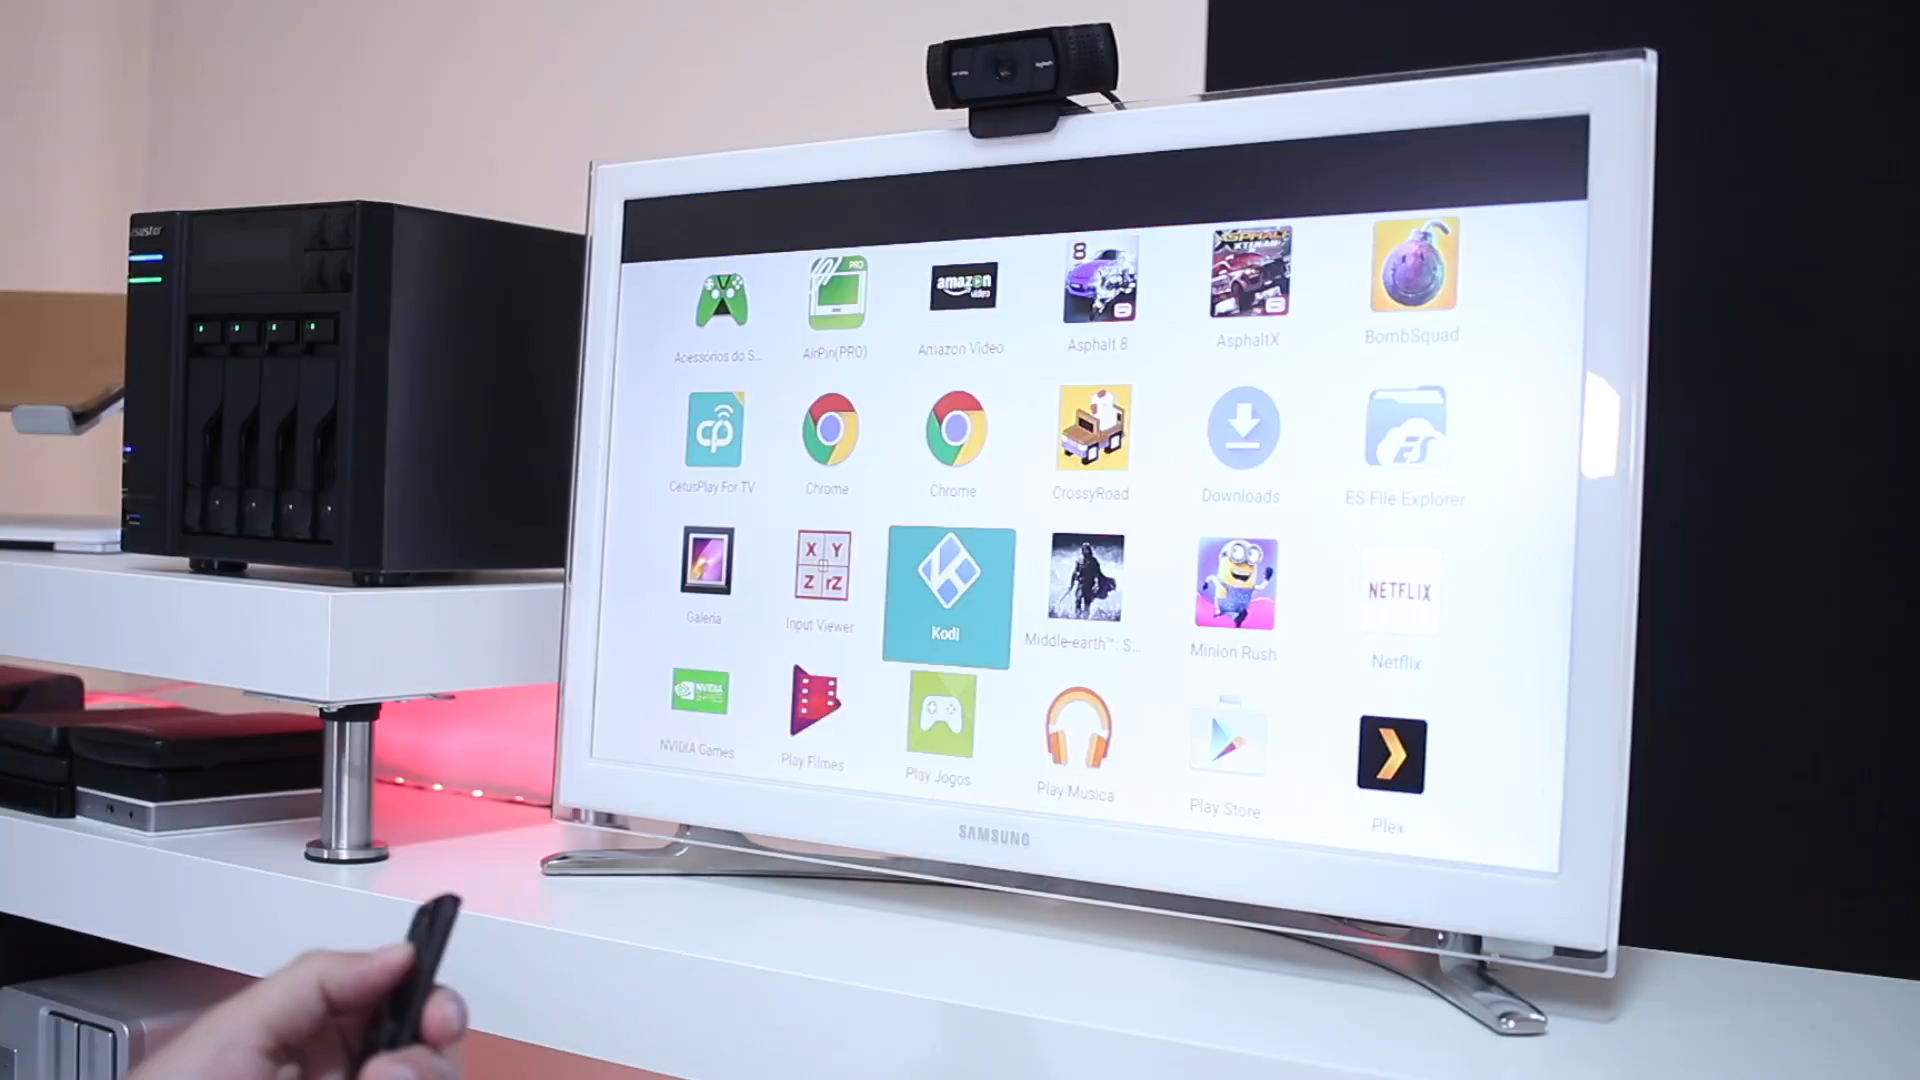 asustor
logitech
Acessórios do S...
PRO
AirPin(PRO)
amazon
video
Amazon Video
8
Asphalt 8
ASPHALT
XTREME
AsphaltX
BombSquad
CetusPlay For TV
Chrome
Chrome
CrossyRoad
Downloads
ES
ES File Explorer
Galeria
X Y
Z rZ
Input Viewer
Kodi
Middle-earth™: S...
Minion Rush
NETFLIX
Netflix
NVIDIA
GAMES
NVIDIA Games
Play Filmes
Play Jogos
Play Musica
Play Store
Plex
SAMSUNG